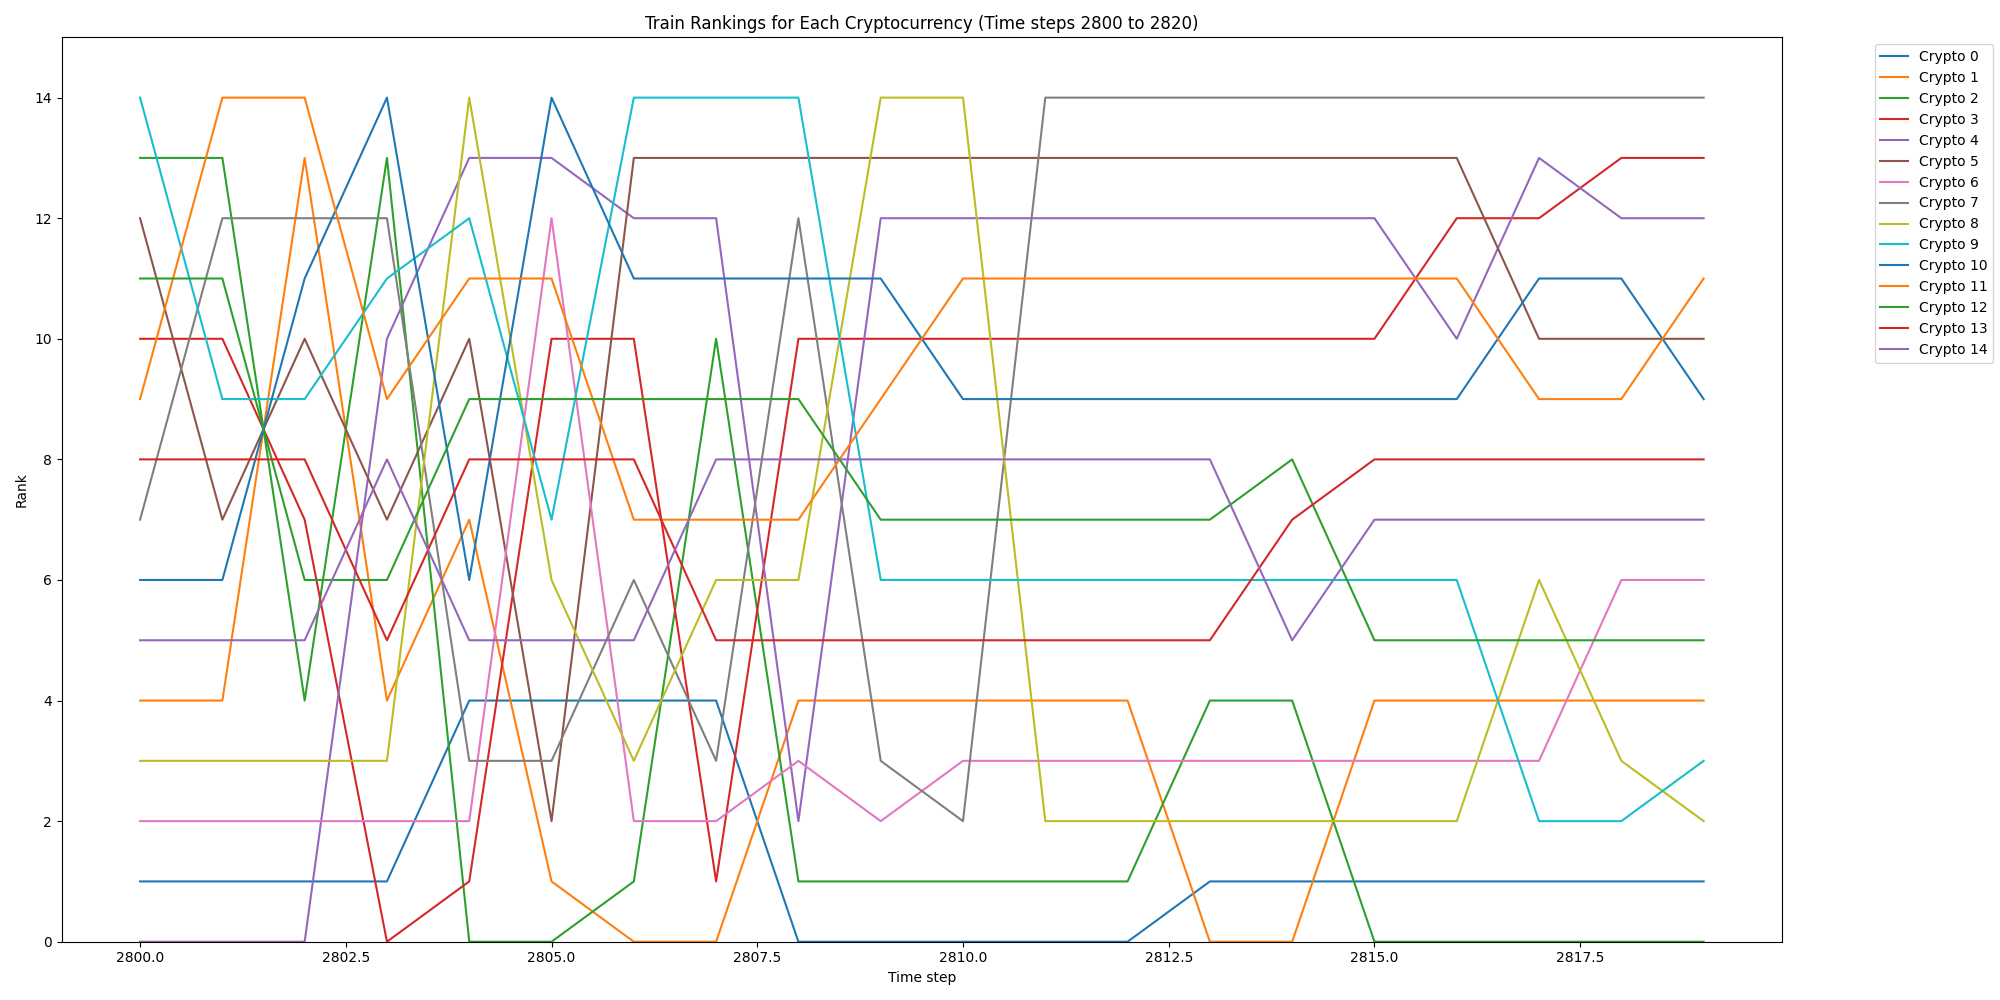 Train Rankings for Each Cryptocurrency (Time steps 2800 to 2820)
Rank
14
12
10
8
6
4
2
0
2800.0
2802.5
2805.0
2807.5
2810.0
2812.5
2815.0
2817.5
Time step
Crypto 0
Crypto 1
Crypto 2
Crypto 3
Crypto 4
Crypto 5
Crypto 6
Crypto 7
Crypto 8
Crypto 9
Crypto 10
Crypto 11
Crypto 12
Crypto 13
Crypto 14